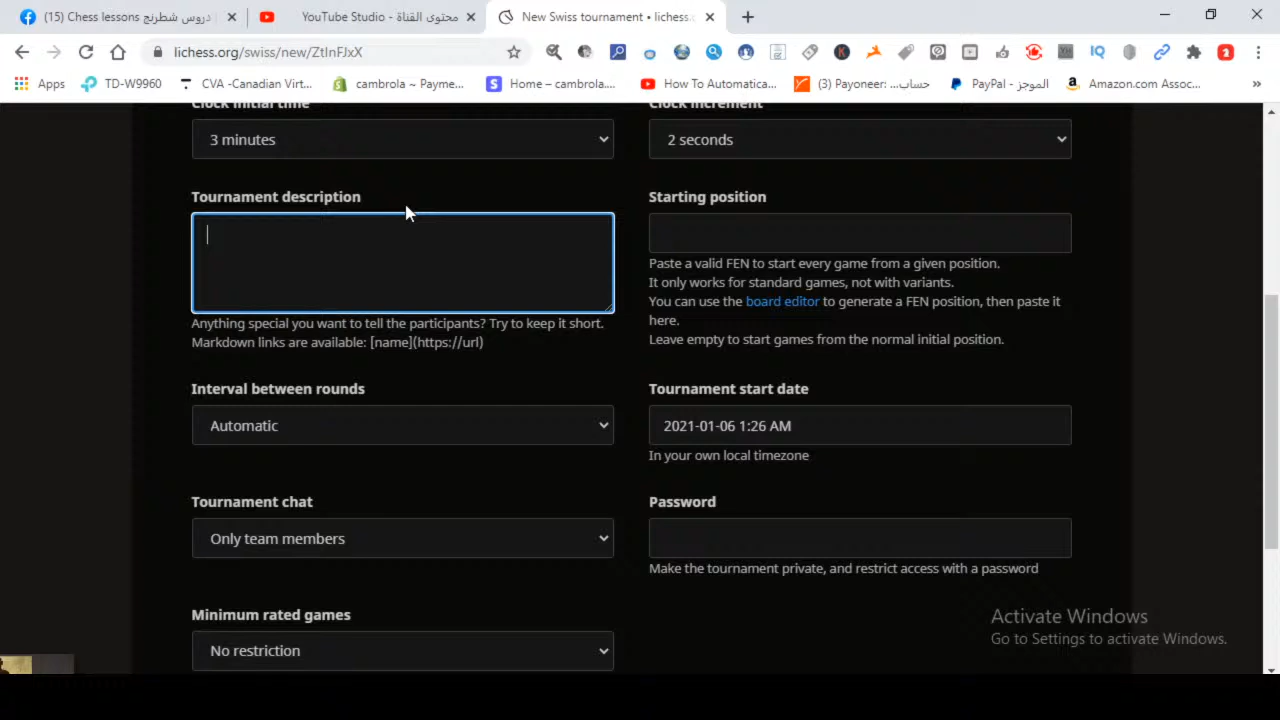 (15) Chess lessons دروس شطرنج
YouTube Studio - محتوى القناة
New Swiss tournament • lichess.
lichess.org/swiss/new/ZtInFJxX
Apps
TD-W9960
CVA -Canadian Virt...
cambrola ~ Payme...
Home – cambrola....
How To Automatica...
(3) Payoneer: ...حساب
PayPal - الموجز
Amazon.com Assoc...
Clock initial time
Clock increment
3 minutes
2 seconds
Tournament description
Starting position
Paste a valid FEN to start every game from a given position.
It only works for standard games, not with variants.
You can use the board editor to generate a FEN position, then paste it
here.
Leave empty to start games from the normal initial position.
Anything special you want to tell the participants? Try to keep it short.
Markdown links are available: [name](https://url)
Interval between rounds
Tournament start date
Automatic
2021-01-06 1:26 AM
In your own local timezone
Tournament chat
Password
Only team members
Make the tournament private, and restrict access with a password
Minimum rated games
No restriction
Activate Windows
Go to Settings to activate Windows.